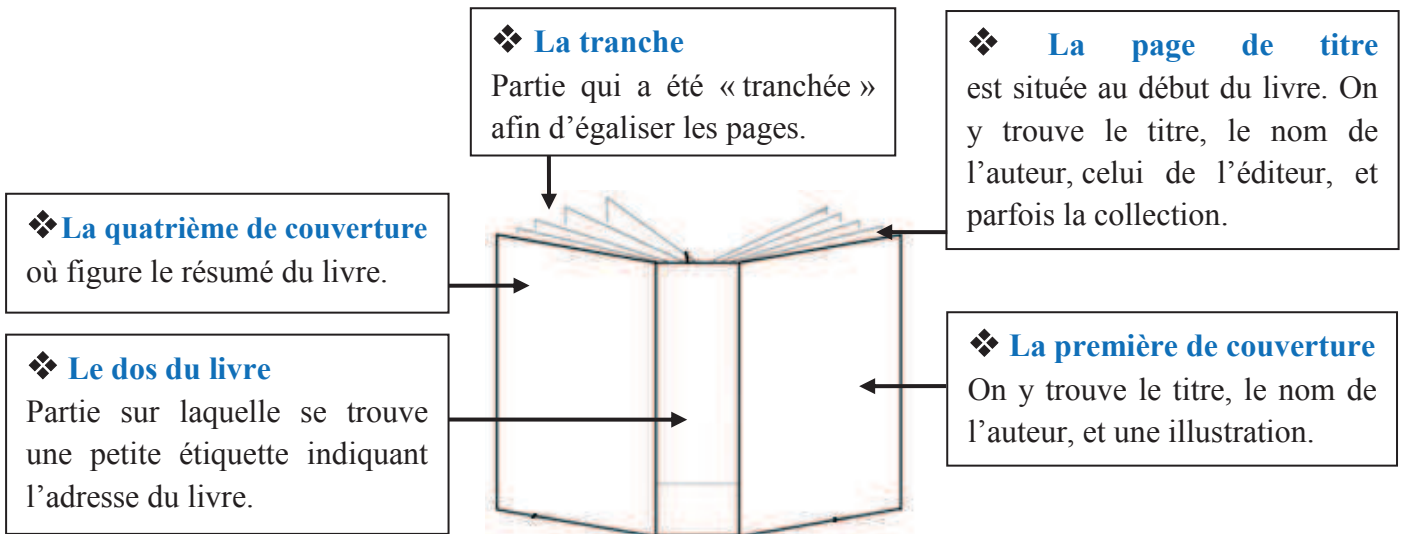 ❖ La tranche
Partie qui a été « tranchée »
afin d’égaliser les pages.
❖ La page de titre
est située au début du livre. On
y trouve le titre, le nom de
l’auteur, celui de l’éditeur, et
parfois la collection.
❖La quatrième de couverture
où figure le résumé du livre.
❖ Le dos du livre
Partie sur laquelle se trouve
une petite étiquette indiquant
l’adresse du livre.
❖ La première de couverture
On y trouve le titre, le nom de
l’auteur, et une illustration.